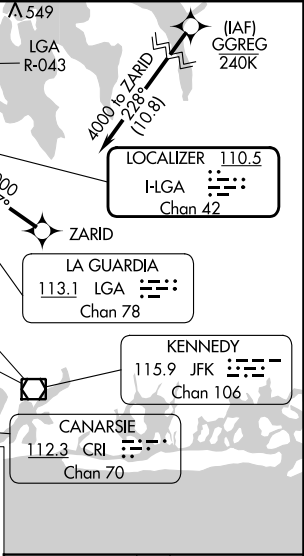 549
(IAF)
GGREG
240K
LGA
R-043
4000 to ZARID
228°
(10.8)
LOCALIZER 110.5
I-LGA
Chan 42
ZARID
LA GUARDIA
113.1 LGA
Chan 78
KENNEDY
115.9 JFK
Chan 106
CANARSIE
112.3 CRI
Chan 70